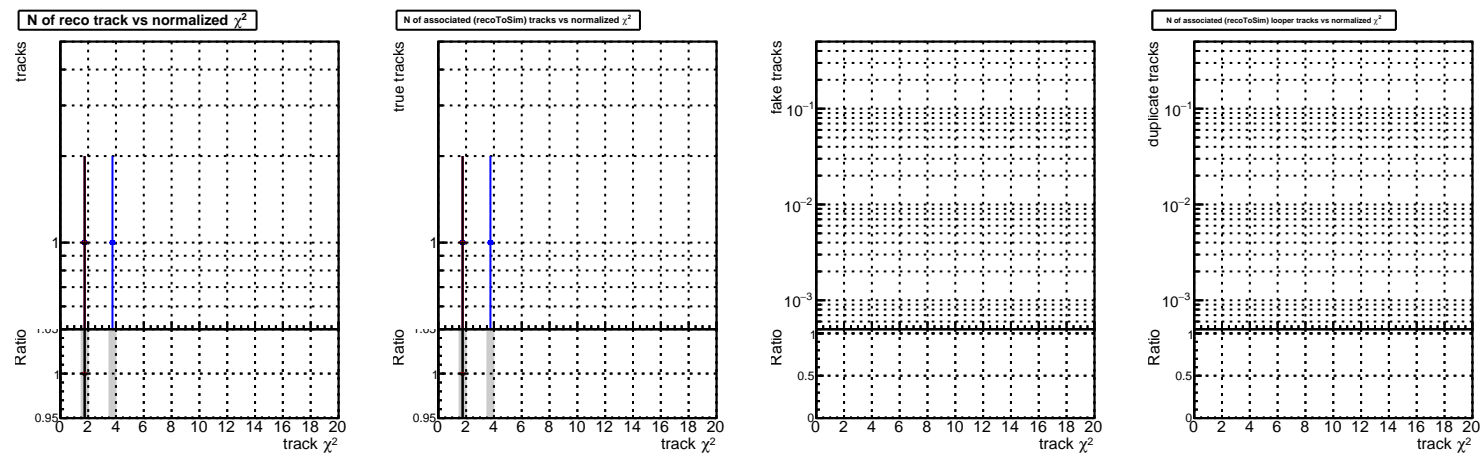 N of reco track vs normalized χ²
tracks
1
Ratio
1.05
1
0.95
0 2 4 6 8 10 12 14 16 18 20
track χ²
N of associated (recoToSim) tracks vs normalized χ²
true tracks
1
Ratio
1.05
1
0.95
0 2 4 6 8 10 12 14 16 18 20
track χ²
fake tracks
10⁻¹
10⁻²
10⁻³
Ratio
1
0.5
0
0 2 4 6 8 10 12 14 16 18 20
track χ²
N of associated (recoToSim) looper tracks vs normalized χ²
duplicate tracks
10⁻¹
10⁻²
10⁻³
Ratio
1
0.5
0
0 2 4 6 8 10 12 14 16 18 20
track χ²